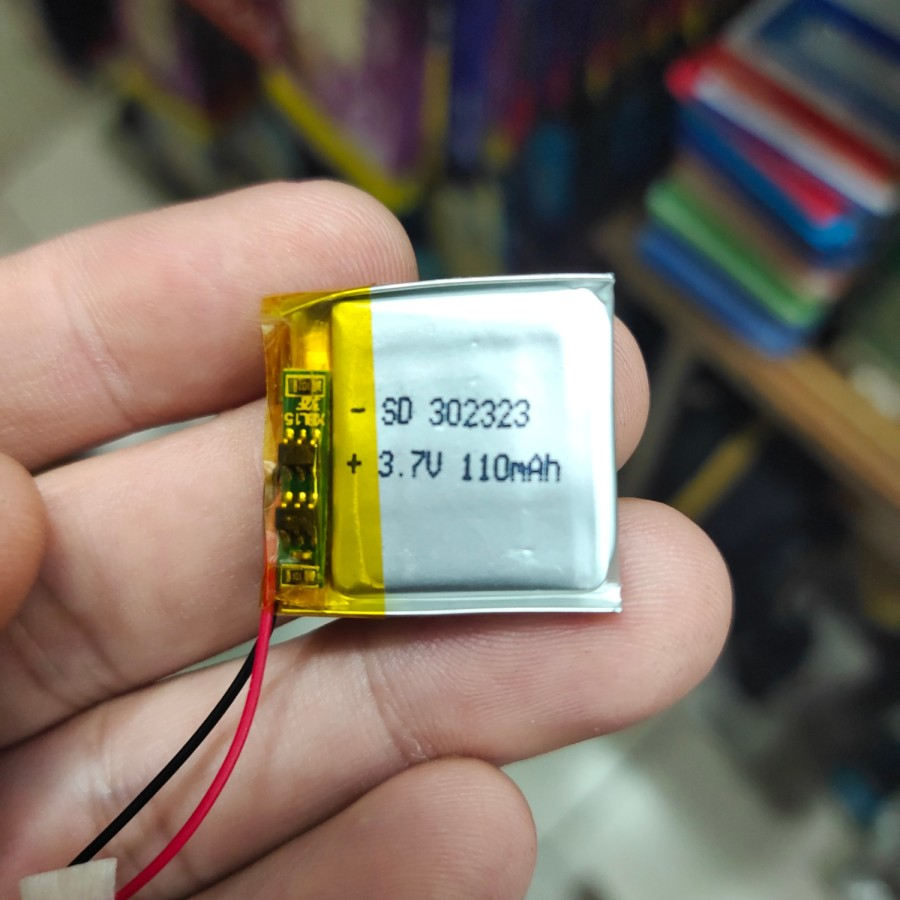 - SD 302323
+ 3.7V 110mAh